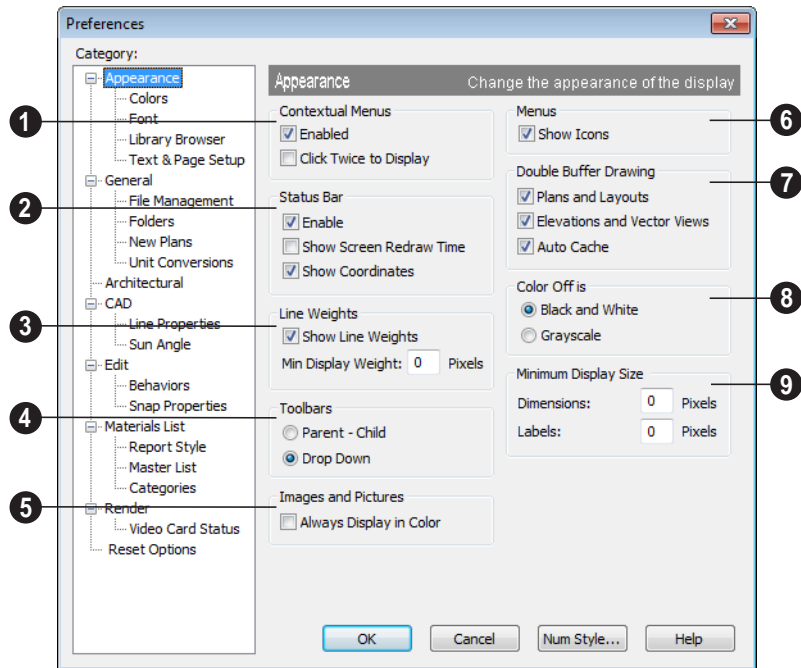 Preferences
Category:
Appearance
Colors
Font
Library Browser
Text & Page Setup
General
File Management
Folders
New Plans
Unit Conversions
Architectural
CAD
Line Properties
Sun Angle
Edit
Behaviors
Snap Properties
Materials List
Report Style
Master List
Categories
Render
Video Card Status
Reset Options
Appearance Change the appearance of the display
1
Contextual Menus
Enabled
Click Twice to Display
2
Status Bar
Enable
Show Screen Redraw Time
Show Coordinates
3
Line Weights
Show Line Weights
Min Display Weight: 0 Pixels
4
Toolbars
Parent - Child
Drop Down
5
Images and Pictures
Always Display in Color
Menus
6
Show Icons
Double Buffer Drawing
7
Plans and Layouts
Elevations and Vector Views
Auto Cache
Color Off is
8
Black and White
Grayscale
Minimum Display Size
9
Dimensions: 0 Pixels
Labels: 0 Pixels
OK Cancel Num Style... Help